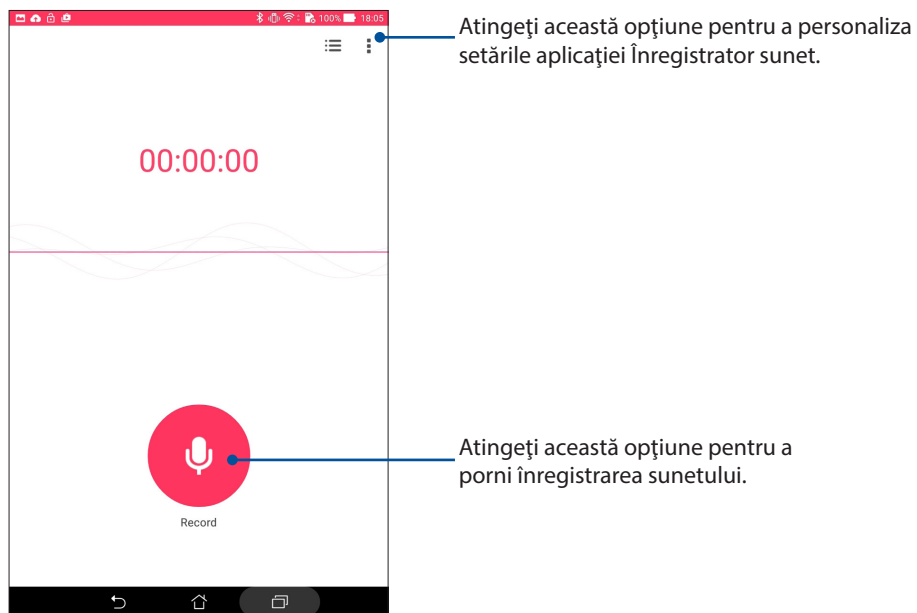 100% 18:05
Atingeţi această opţiune pentru a personaliza
setările aplicaţiei Înregistrator sunet.
00:00:00
Atingeţi această opţiune pentru a
porni înregistrarea sunetului.
Record